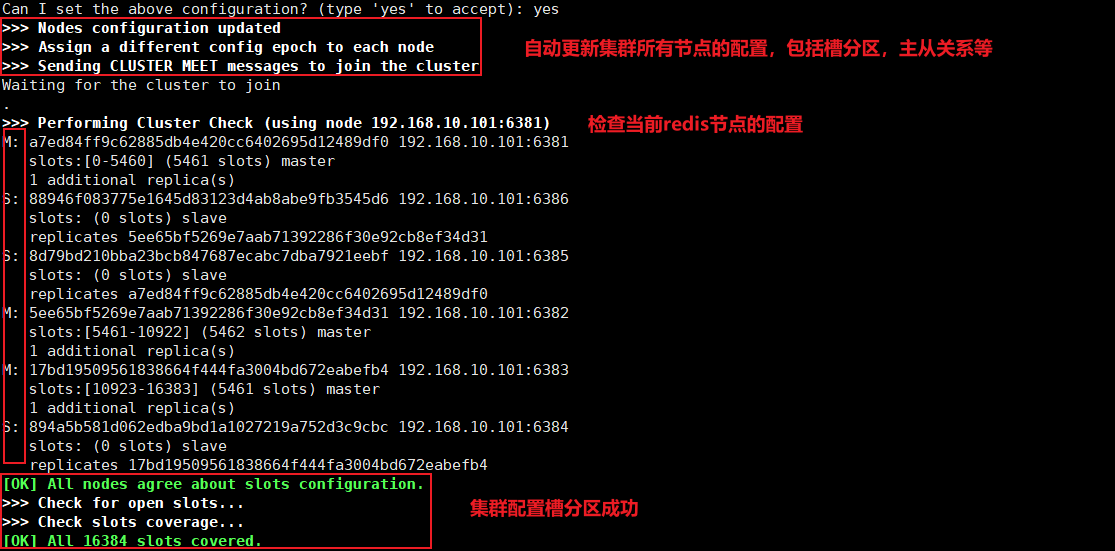 Can I set the above configuration? (type 'yes' to accept): yes
>>> Nodes configuration updated
>>> Assign a different config epoch to each node
>>> Sending CLUSTER MEET messages to join the cluster
自动更新集群所有节点的配置，包括槽分区，主从关系等
Waiting for the cluster to join
.
>>> Performing Cluster Check (using node 192.168.10.101:6381)
检查当前redis节点的配置
M: a7ed84ff9c62885db4e420cc6402695d12489df0 192.168.10.101:6381
slots:[0-5460] (5461 slots) master
1 additional replica(s)
S: 88946f083775e1645d83123d4ab8abe9fb3545d6 192.168.10.101:6386
slots: (0 slots) slave
replicates 5ee65bf5269e7aab71392286f30e92cb8ef34d31
S: 8d79bd210bba23bcb847687ecabc7dba7921eebf 192.168.10.101:6385
slots: (0 slots) slave
replicates a7ed84ff9c62885db4e420cc6402695d12489df0
M: 5ee65bf5269e7aab71392286f30e92cb8ef34d31 192.168.10.101:6382
slots:[5461-10922] (5462 slots) master
1 additional replica(s)
M: 17bd19509561838664f444fa3004bd672eabefb4 192.168.10.101:6383
slots:[10923-16383] (5461 slots) master
1 additional replica(s)
S: 894a5b581d062edba9bd1a1027219a752d3c9cbc 192.168.10.101:6384
slots: (0 slots) slave
replicates 17bd19509561838664f444fa3004bd672eabefb4
[OK] All nodes agree about slots configuration.
>>> Check for open slots...
>>> Check slots coverage...
[OK] All 16384 slots covered.
集群配置槽分区成功